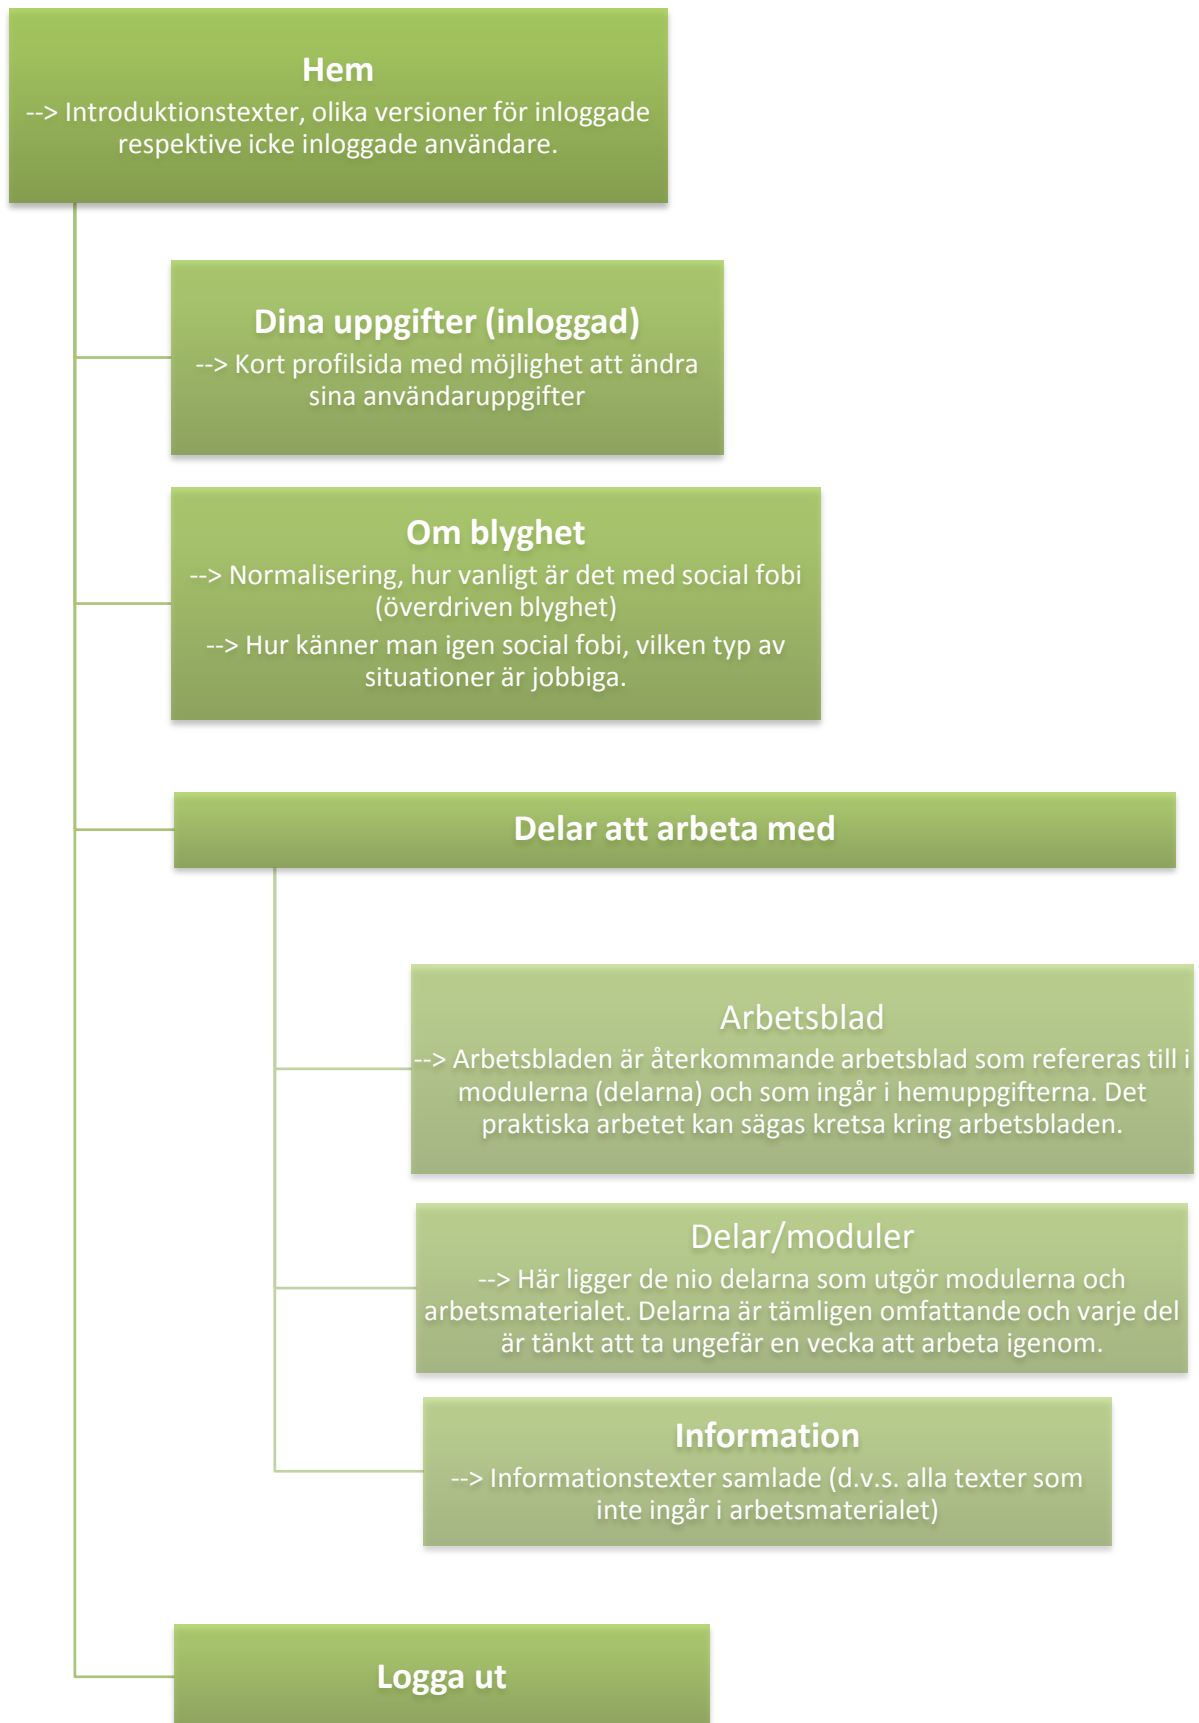 Hem
--> Introduktionstexter, olika versioner för inloggade
respektive icke inloggade användare.
Dina uppgifter (inloggad)
--> Kort profilsida med möjlighet att ändra
sina användaruppgifter
Om blyghet
--> Normalisering, hur vanligt är det med social fobi
(överdriven blyghet)
--> Hur känner man igen social fobi, vilken typ av
situationer är jobbiga.
Delar att arbeta med
Arbetsblad
--> Arbetsbladen är återkommande arbetsblad som refereras till i
modulerna (delarna) och som ingår i hemuppgifterna. Det
praktiska arbetet kan sägas kretsa kring arbetsbladen.
Delar/moduler
--> Här ligger de nio delarna som utgör modulerna och
arbetsmaterialet. Delarna är tämligen omfattande och varje del
är tänkt att ta ungefär en vecka att arbeta igenom.
Information
--> Informationstexter samlade (d.v.s. alla texter som
inte ingår i arbetsmaterialet)
Logga ut